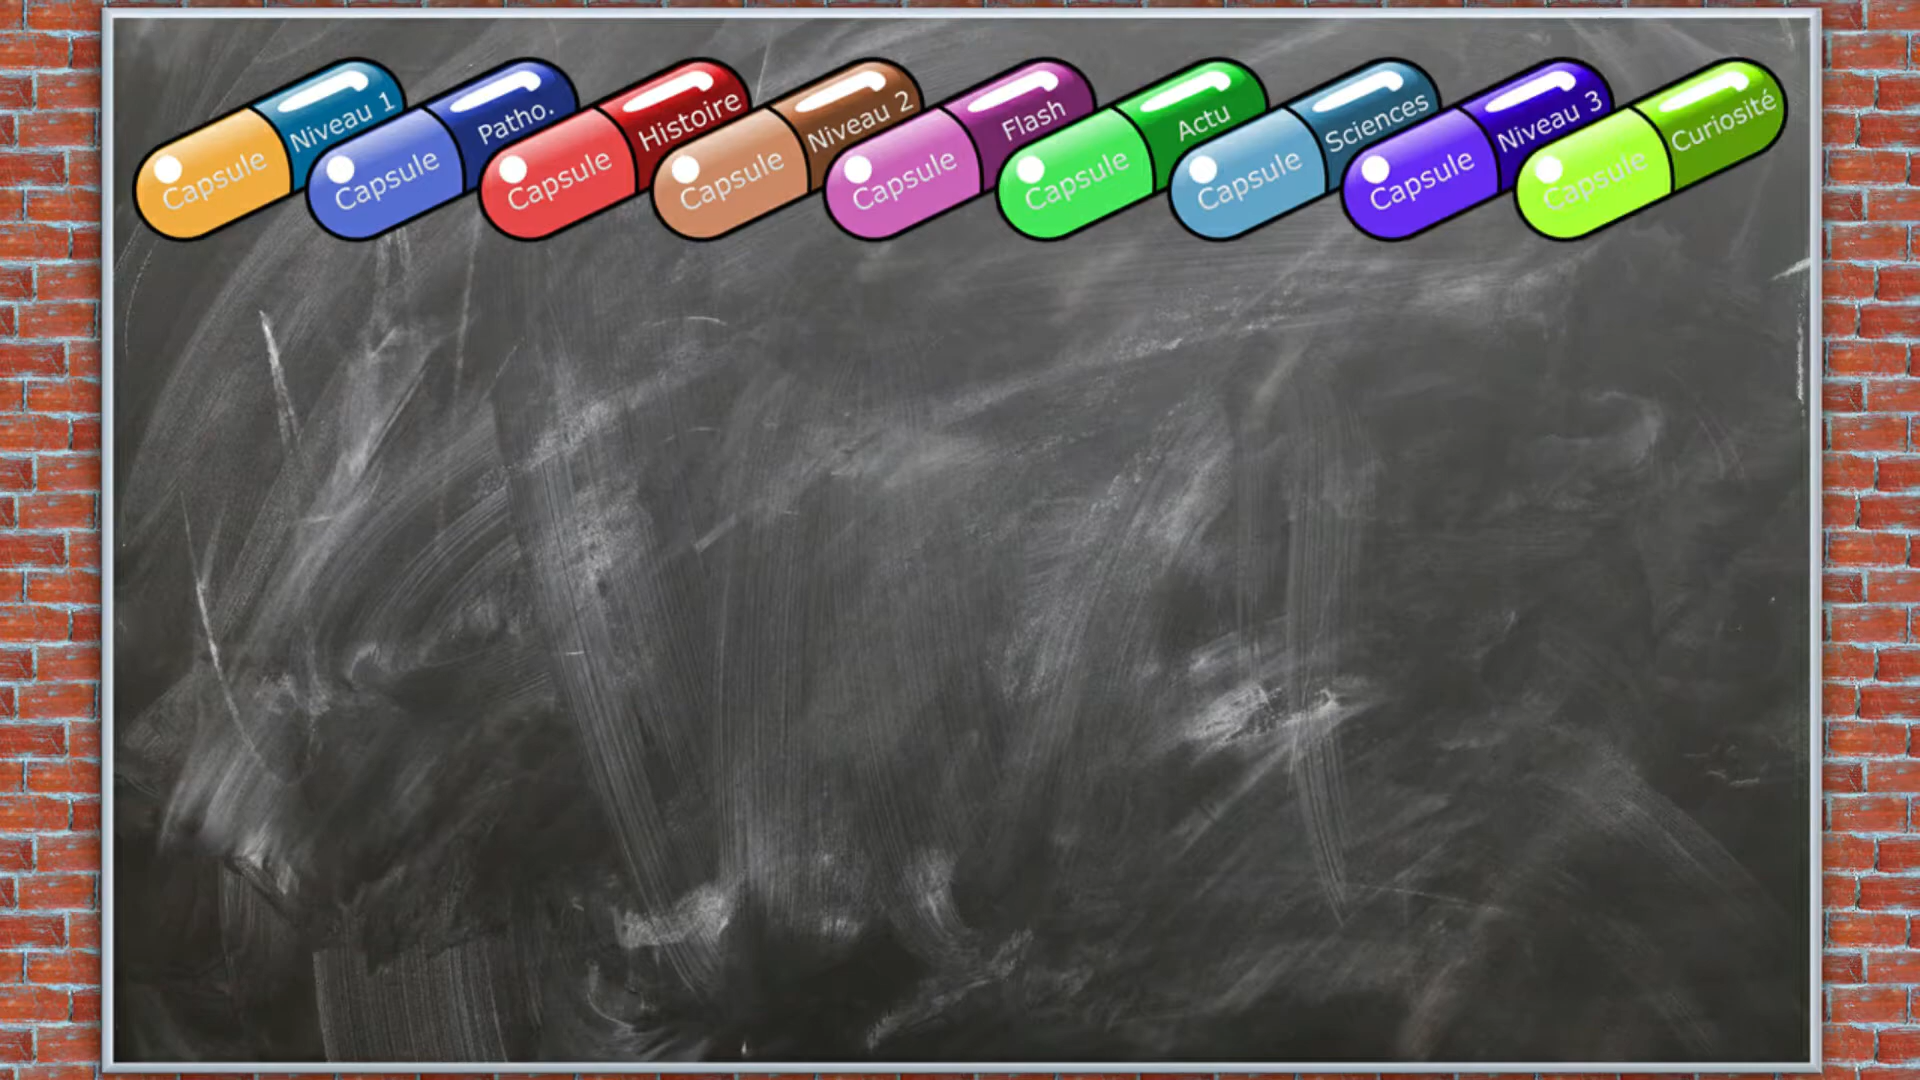 Capsule Niveau 1
Capsule Patho.
Capsule Histoire
Capsule Niveau 2
Capsule Flash
Capsule Actu
Capsule Sciences
Capsule Niveau 3
Capsule Curiosité